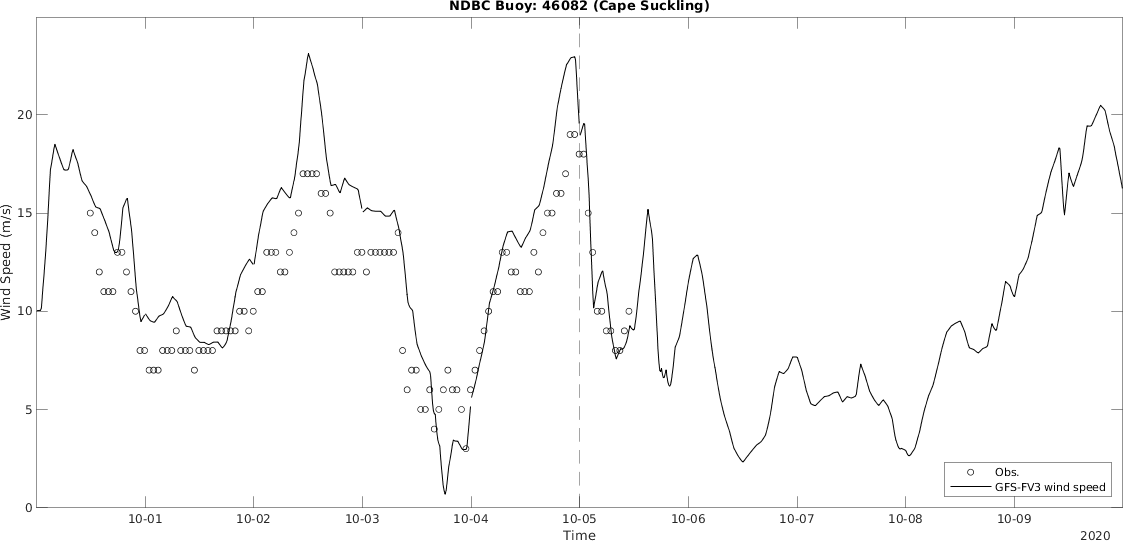 NDBC Buoy: 46082 (Cape Suckling)
Wind Speed (m/s)
20
15
10
5
0
10-01 10-02 10-03 10-04 10-05 10-06 10-07 10-08 10-09
Time
2020
Obs.
GFS-FV3 wind speed